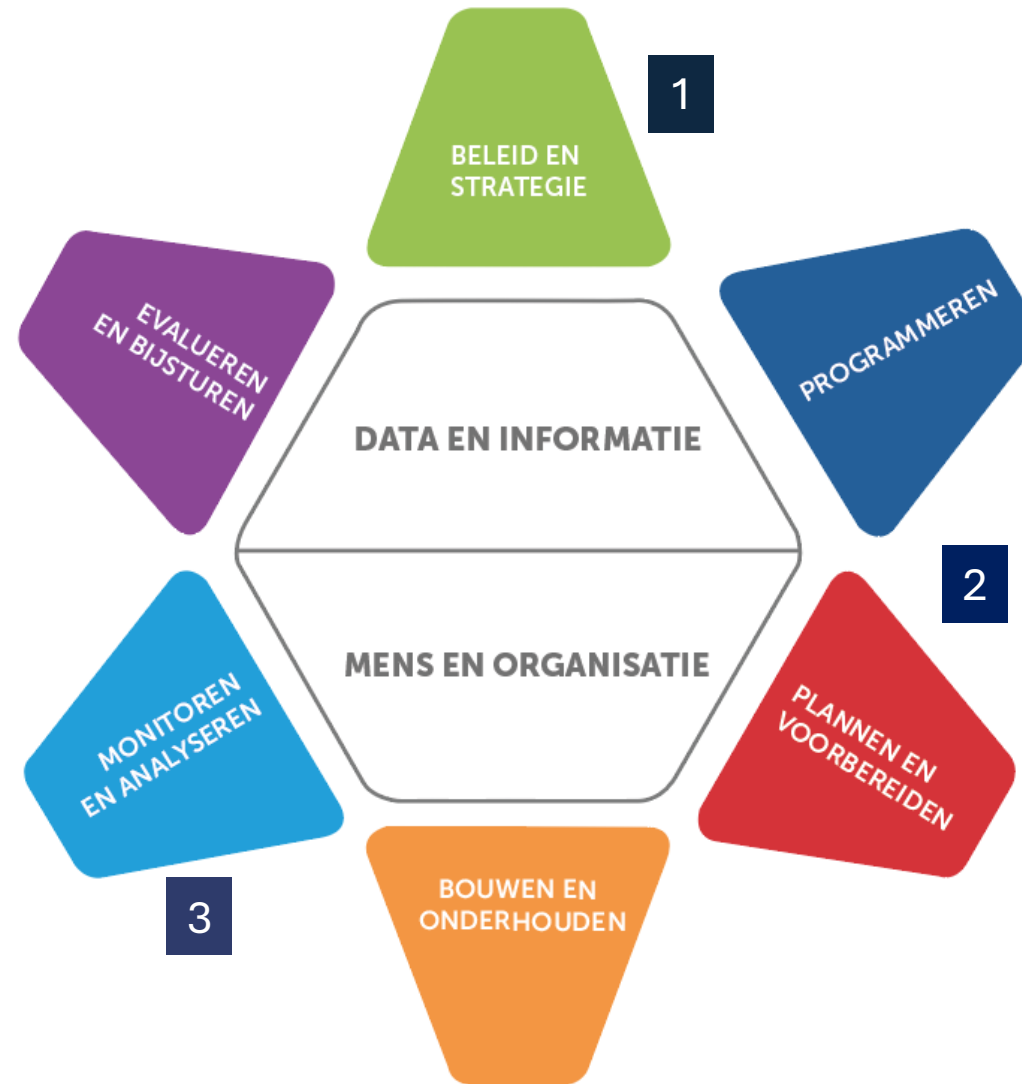 1
BELEID EN
STRATEGIE
EVALUEREN
EN BIJSTUREN
PROGRAMMEREN
DATA EN INFORMATIE
2
MENS EN ORGANISATIE
MONITOREN
EN ANALYSEREN
PLANNEN EN
VOORBEREIDEN
3
BOUWEN EN
ONDERHOUDEN